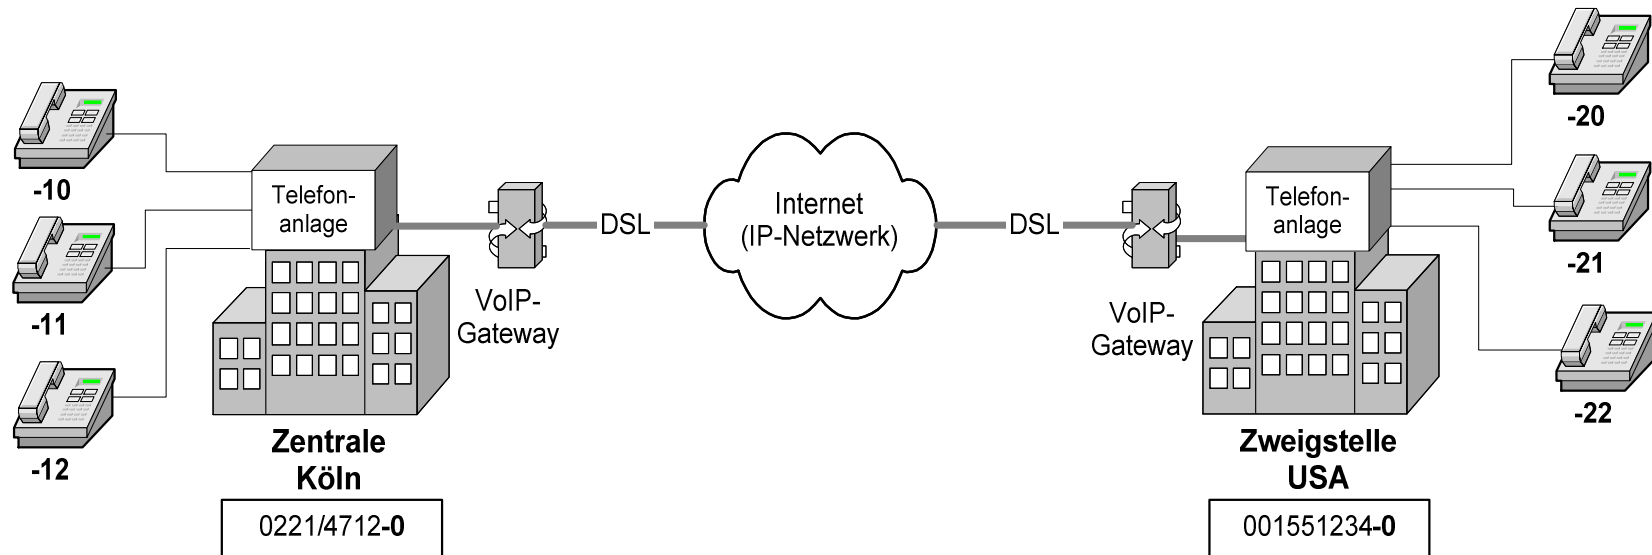 -10
-11
-12
Telefon-
anlage
Zentrale
Köln
0221/4712-0
VoIP-
Gateway
DSL
Internet
(IP-Netzwerk)
DSL
VoIP-
Gateway
Telefon-
anlage
Zweigstelle
USA
001551234-0
-20
-21
-22